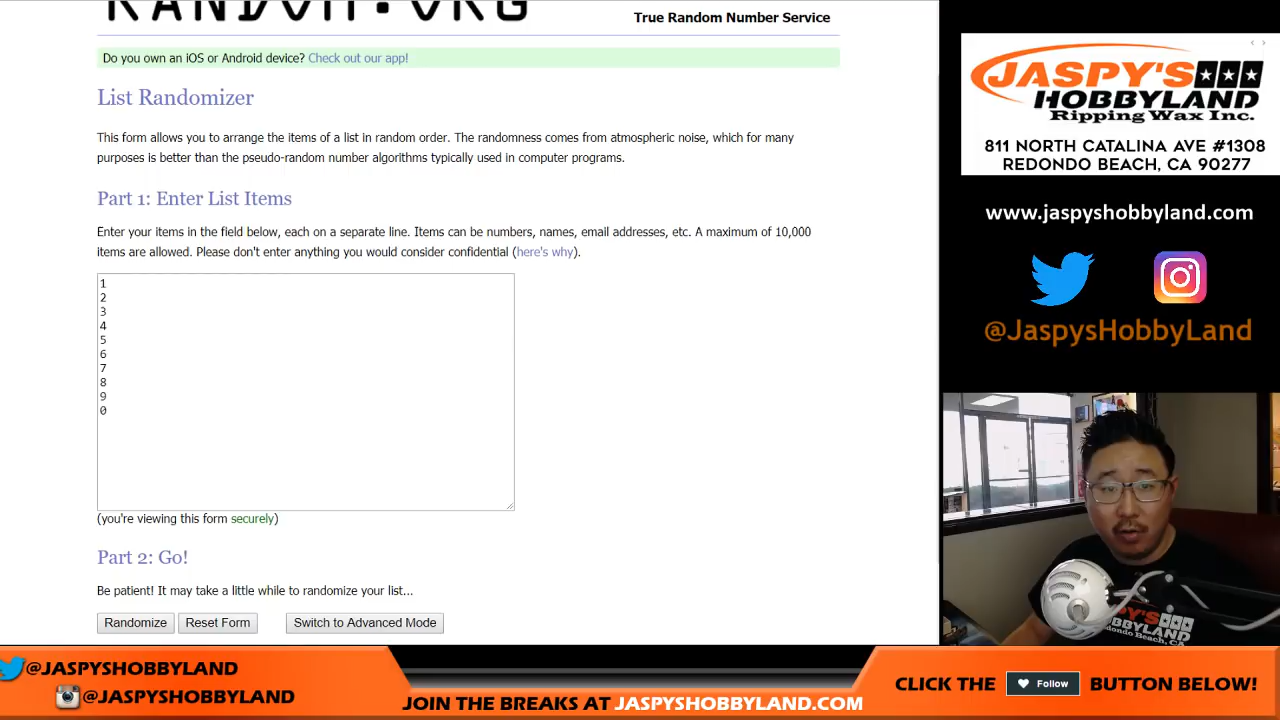 RANDOM.ORG
True Random Number Service
Do you own an iOS or Android device? Check out our app!
List Randomizer
This form allows you to arrange the items of a list in random order. The randomness comes from atmospheric noise, which for many
purposes is better than the pseudo-random number algorithms typically used in computer programs.
Part 1: Enter List Items
Enter your items in the field below, each on a separate line. Items can be numbers, names, email addresses, etc. A maximum of 10,000
items are allowed. Please don't enter anything you would consider confidential (here's why).
1
2
3
4
5
6
7
8
9
0
(you're viewing this form securely)
Part 2: Go!
Be patient! It may take a little while to randomize your list...
Randomize Reset Form Switch to Advanced Mode
JASPY'S
HOBBYLAND
Ripping Wax Inc.
811 NORTH CATALINA AVE #1308
REDONDO BEACH, CA 90277
www.jaspyshobbyland.com
@JaspysHobbyLand
JASPY'S
HOBBYLAND
Redondo Beach, CA
@JASPYSHOBBYLAND
@JASPYSHOBBYLAND
JOIN THE BREAKS AT JASPYSHOBBYLAND.COM
CLICK THE Follow BUTTON BELOW!